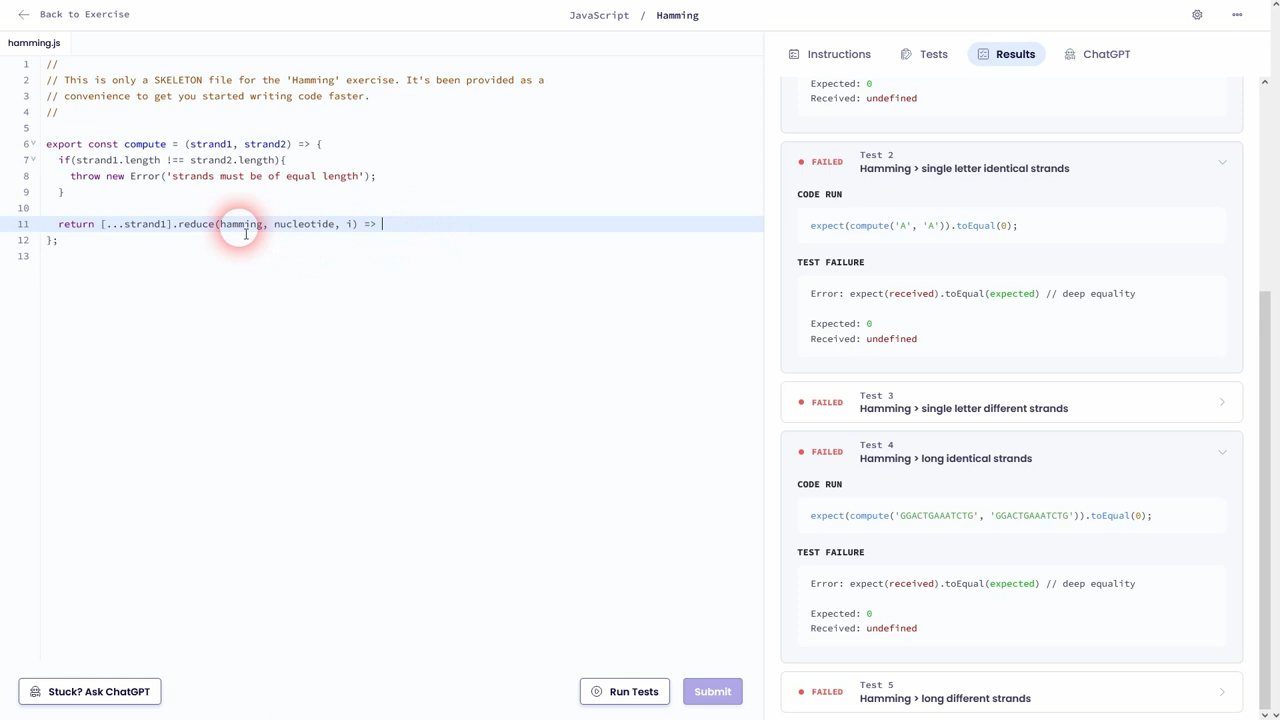 Back to Exercise
JavaScript / Hamming
hamming.js
1 //
2 // This is only a SKELETON file for the 'Hamming' exercise. It's been provided as a
3 // convenience to get you started writing code faster.
4 //
5
6 export const compute = (strand1, strand2) => {
7 if(strand1.length !== strand2.length){
8 throw new Error('strands must be of equal length');
9 }
10
11 return [...strand1].reduce(hamming, nucleotide, i) =>
12 };
13
Stuck? Ask ChatGPT
Run Tests
Submit
Instructions
Tests
Results
ChatGPT
Expected: 0
Received: undefined
FAILED
Test 2
Hamming > single letter identical strands
CODE RUN
expect(compute('A', 'A')).toEqual(0);
TEST FAILURE
Error: expect(received).toEqual(expected) // deep equality
Expected: 0
Received: undefined
FAILED
Test 3
Hamming > single letter different strands
FAILED
Test 4
Hamming > long identical strands
CODE RUN
expect(compute('GGACTGAAATCTG', 'GGACTGAAATCTG')).toEqual(0);
TEST FAILURE
Error: expect(received).toEqual(expected) // deep equality
Expected: 0
Received: undefined
FAILED
Test 5
Hamming > long different strands